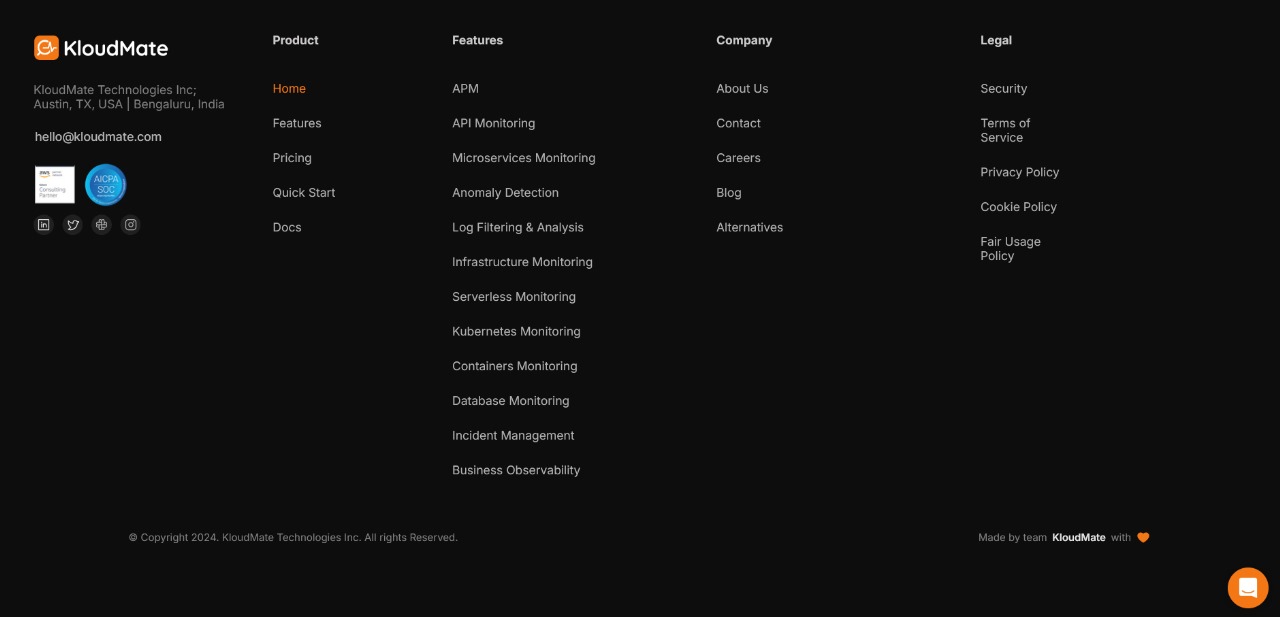 KloudMate
KloudMate Technologies Inc;
Austin, TX, USA | Bengaluru, India
hello@kloudmate.com
aws
Consulting
Partner
AICPA
SOC
Product
Home
Features
Pricing
Quick Start
Docs
Features
APM
API Monitoring
Microservices Monitoring
Anomaly Detection
Log Filtering & Analysis
Infrastructure Monitoring
Serverless Monitoring
Kubernetes Monitoring
Containers Monitoring
Database Monitoring
Incident Management
Business Observability
Company
About Us
Contact
Careers
Blog
Alternatives
Legal
Security
Terms of
Service
Privacy Policy
Cookie Policy
Fair Usage
Policy
© Copyright 2024. KloudMate Technologies Inc. All rights Reserved.
Made by team KloudMate with